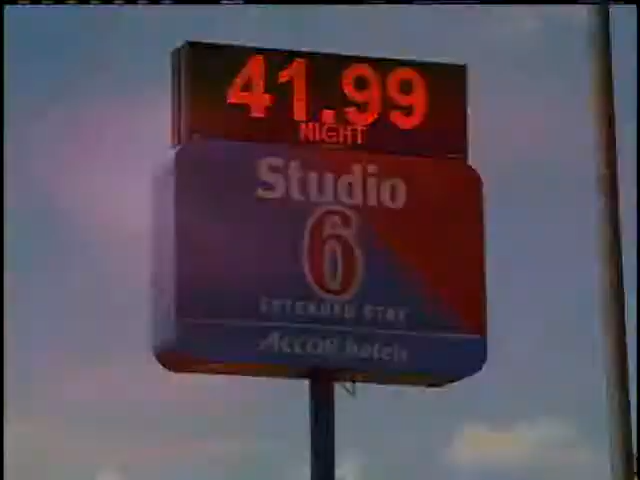 41.99
NIGHT
Studio
6
EXTENDED STAY
Accor hotels